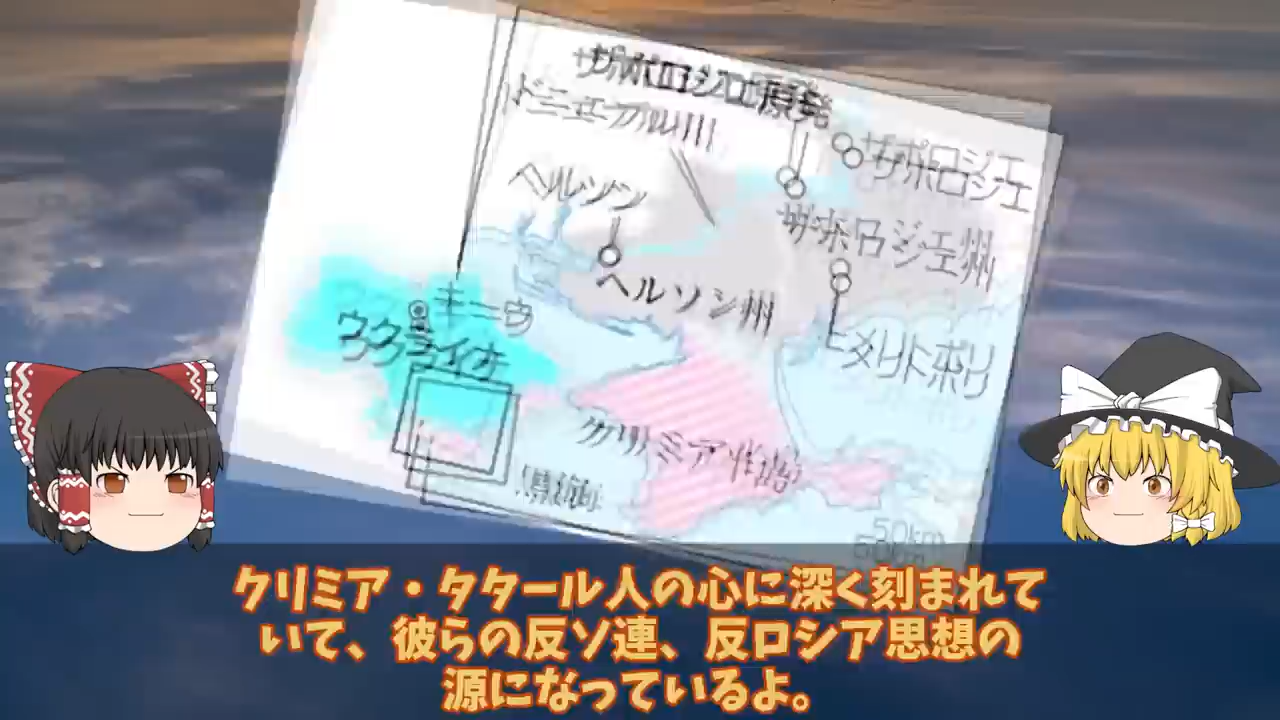 ザポロジエ原発
ドニエプル川
ザポロジエ
ヘルソン
ザポロジエ州
ヘルソン州
キーウ
ウクライナ
メリトポリ
クリミア半島
黒海
50km
クリミア・タタール人の心に深く刻まれて
いて、彼らの反ソ連、反ロシア思想の
源になっているよ。